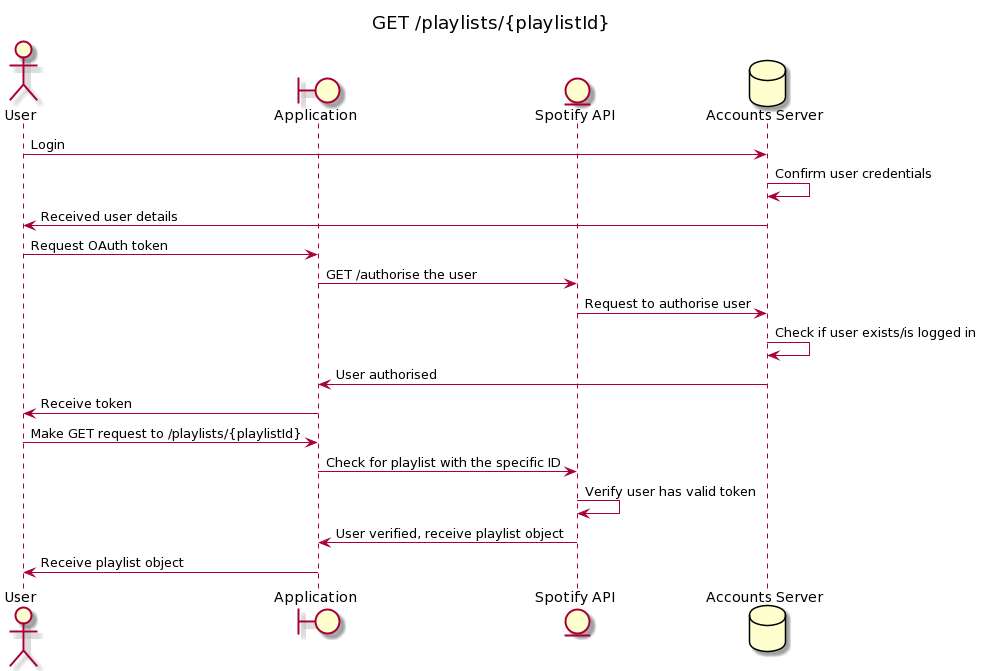 GET /playlists/{playlistId}
User
Application
Spotify API
Accounts Server
Login
Confirm user credentials
Received user details
Request OAuth token
GET /authorise the user
Request to authorise user
Check if user exists/is logged in
User authorised
Receive token
Make GET request to /playlists/{playlistId}
Check for playlist with the specific ID
Verify user has valid token
User verified, receive playlist object
Receive playlist object
User
Application
Spotify API
Accounts Server